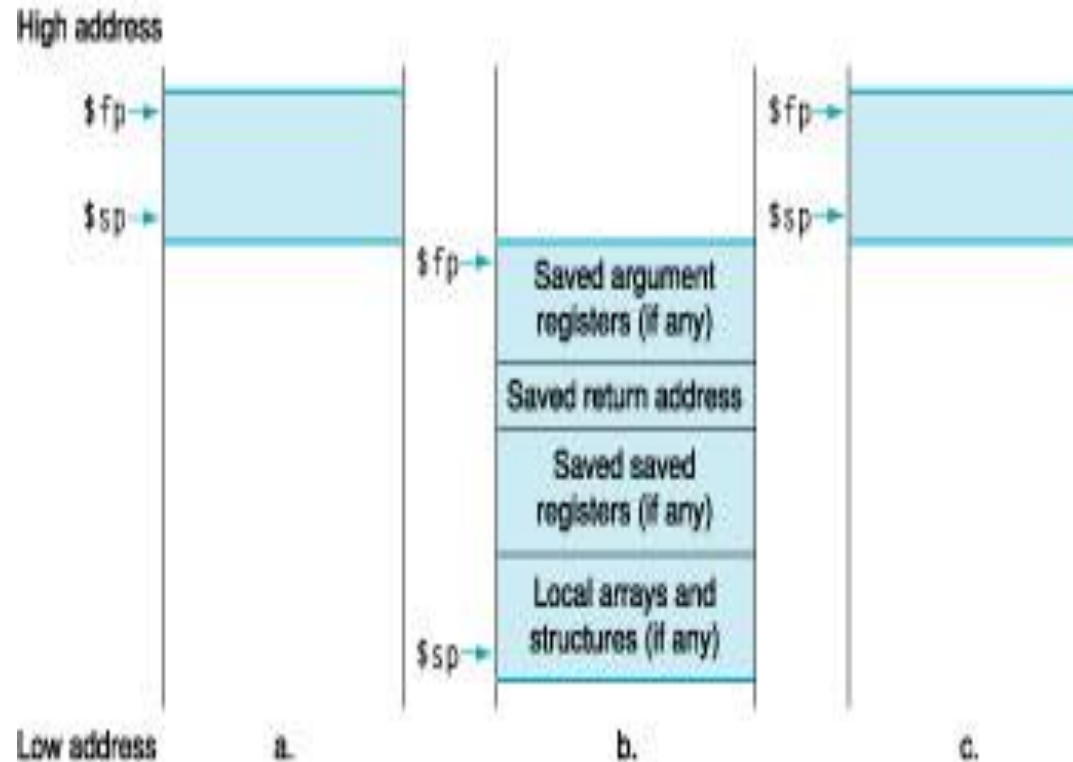 High address
$fp
$sp
$fp
Saved argument
registers (if any)
Saved return address
Saved saved
registers (if any)
Local arrays and
structures (if any)
$sp
$fp
$sp
Low address
a.
b.
c.